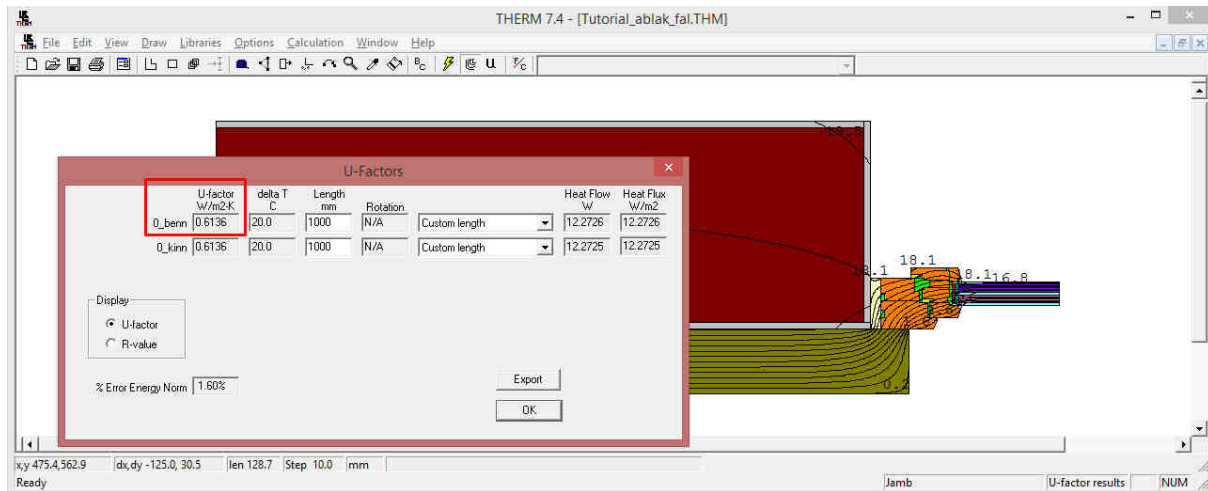 THERM 7.4 - [Tutorial_ablak_fal.THM]
File Edit View Draw Libraries Options Calculation Window Help
U-Factors
U-factor delta T Length Heat Flow Heat Flux
W/m2-K C mm Rotation W W/m2
0_benn 0.6136 20.0 1000 N/A Custom length 12.2726 12.2726
0_kinn 0.6136 20.0 1000 N/A Custom length 12.2725 12.2725
Display
U-factor
R-value
% Error Energy Norm 1.60%
Export
OK
18.1
16.8
0.2
x,y 475.4,562.9 dx,dy -125.0, 30.5 len 128.7 Step 10.0 mm
Ready Jamb U-factor results NUM